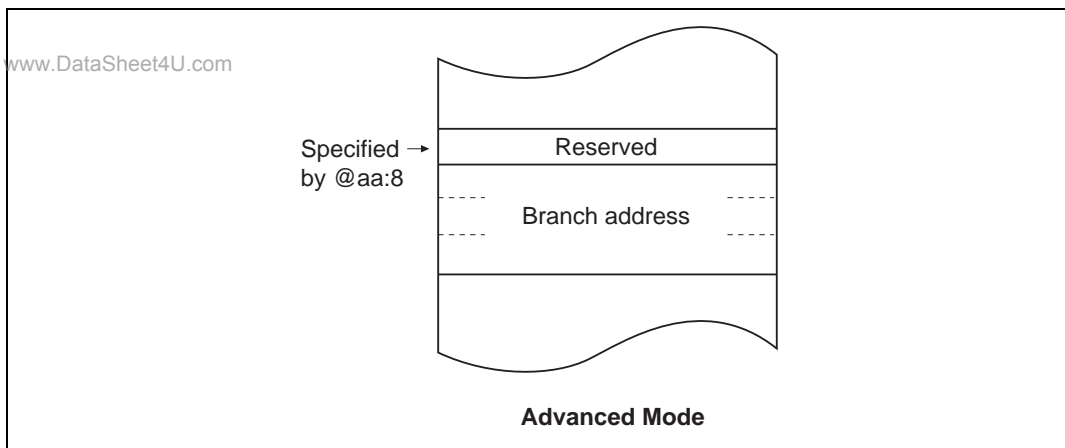 www.DataSheet4U.com
Specified →
by @aa:8
Reserved
Branch address
Advanced Mode